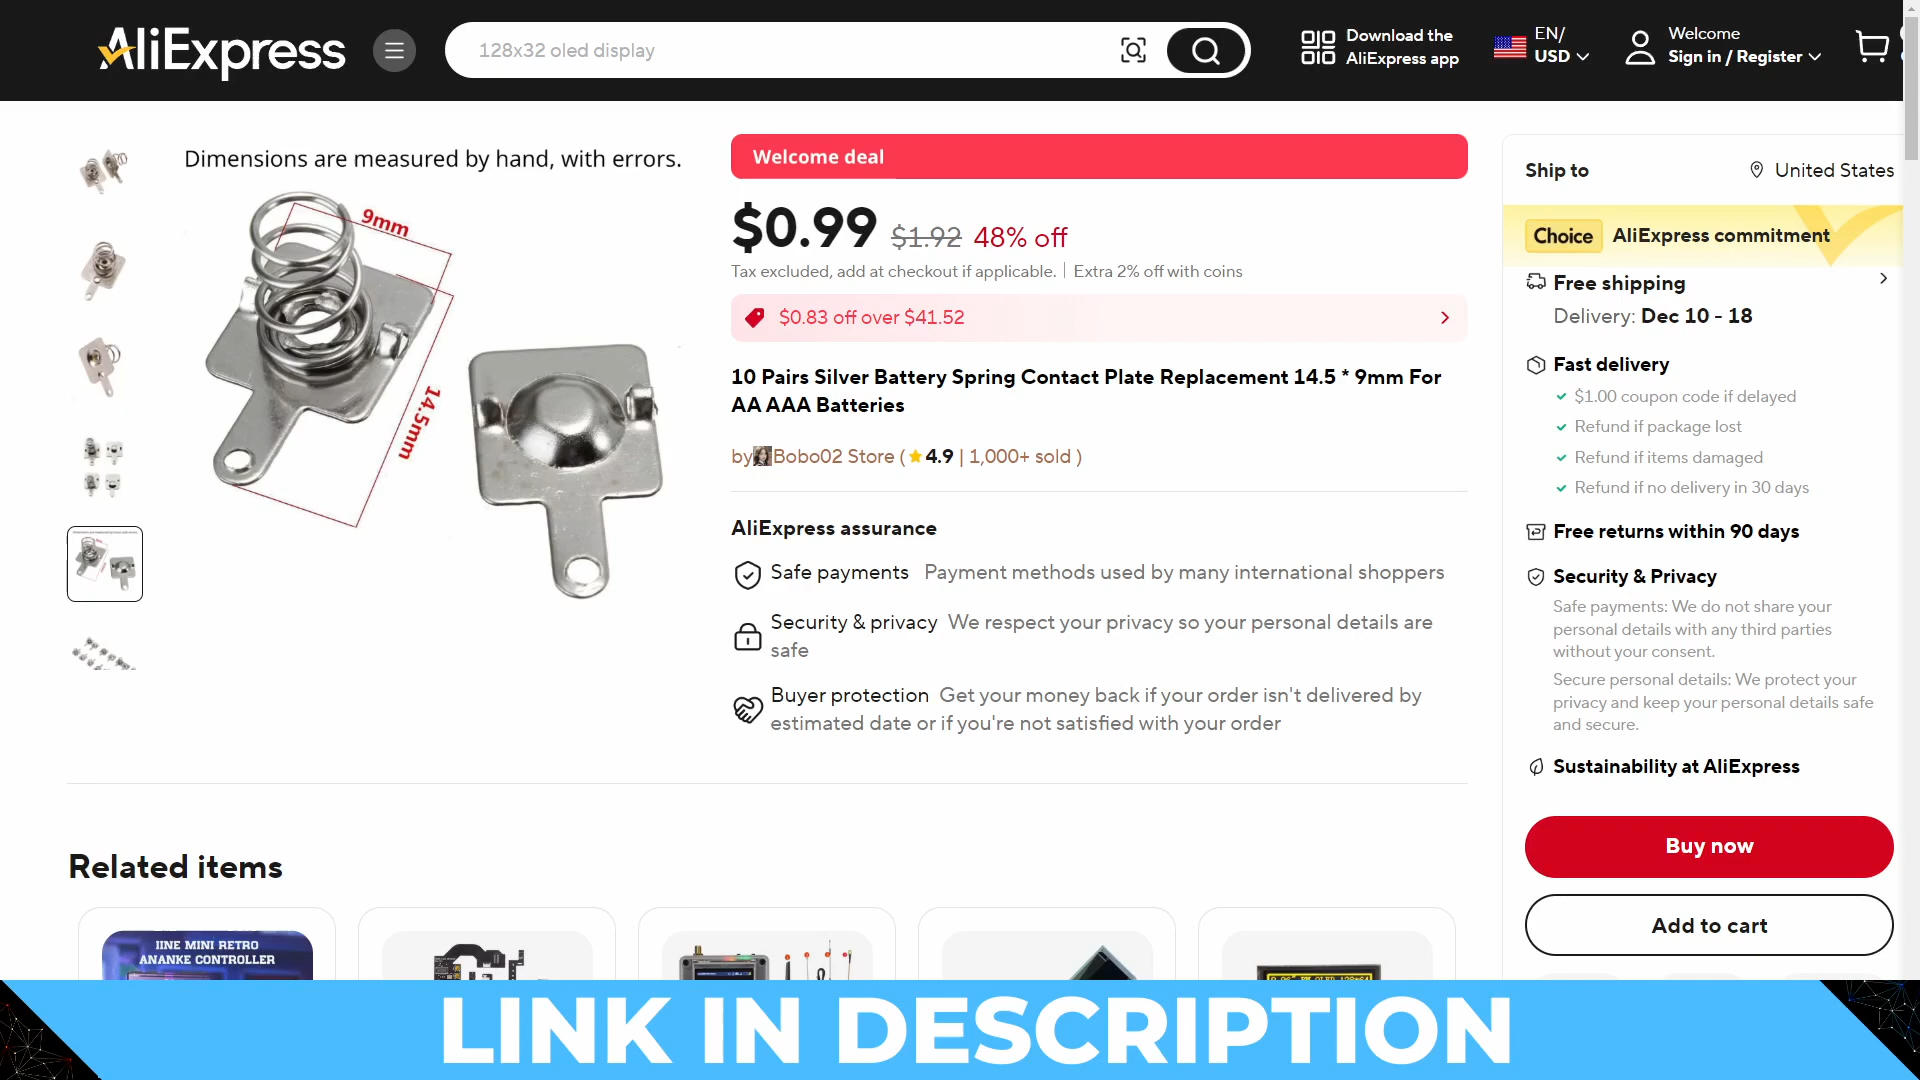 AliExpress
128x32 oled display
Download the
AliExpress app
EN/
USD
Welcome
Sign in / Register
Dimensions are measured by hand, with errors.
9mm
14.5mm
Welcome deal
$0.99 $1.92 48% off
Tax excluded, add at checkout if applicable. | Extra 2% off with coins
$0.83 off over $41.52
10 Pairs Silver Battery Spring Contact Plate Replacement 14.5 * 9mm For
AA AAA Batteries
by Bobo02 Store ( 4.9 | 1,000+ sold )
AliExpress assurance
Safe payments Payment methods used by many international shoppers
Security & privacy We respect your privacy so your personal details are
safe
Buyer protection Get your money back if your order isn't delivered by
estimated date or if you're not satisfied with your order
Ship to United States
Choice AliExpress commitment
Free shipping
Delivery: Dec 10 - 18
Fast delivery
$1.00 coupon code if delayed
Refund if package lost
Refund if items damaged
Refund if no delivery in 30 days
Free returns within 90 days
Security & Privacy
Safe payments: We do not share your
personal details with any third parties
without your consent.
Secure personal details: We protect your
privacy and keep your personal details safe
and secure.
Sustainability at AliExpress
Buy now
Add to cart
Related items
IINE MINI RETRO
ANANKE CONTROLLER
LINK IN DESCRIPTION